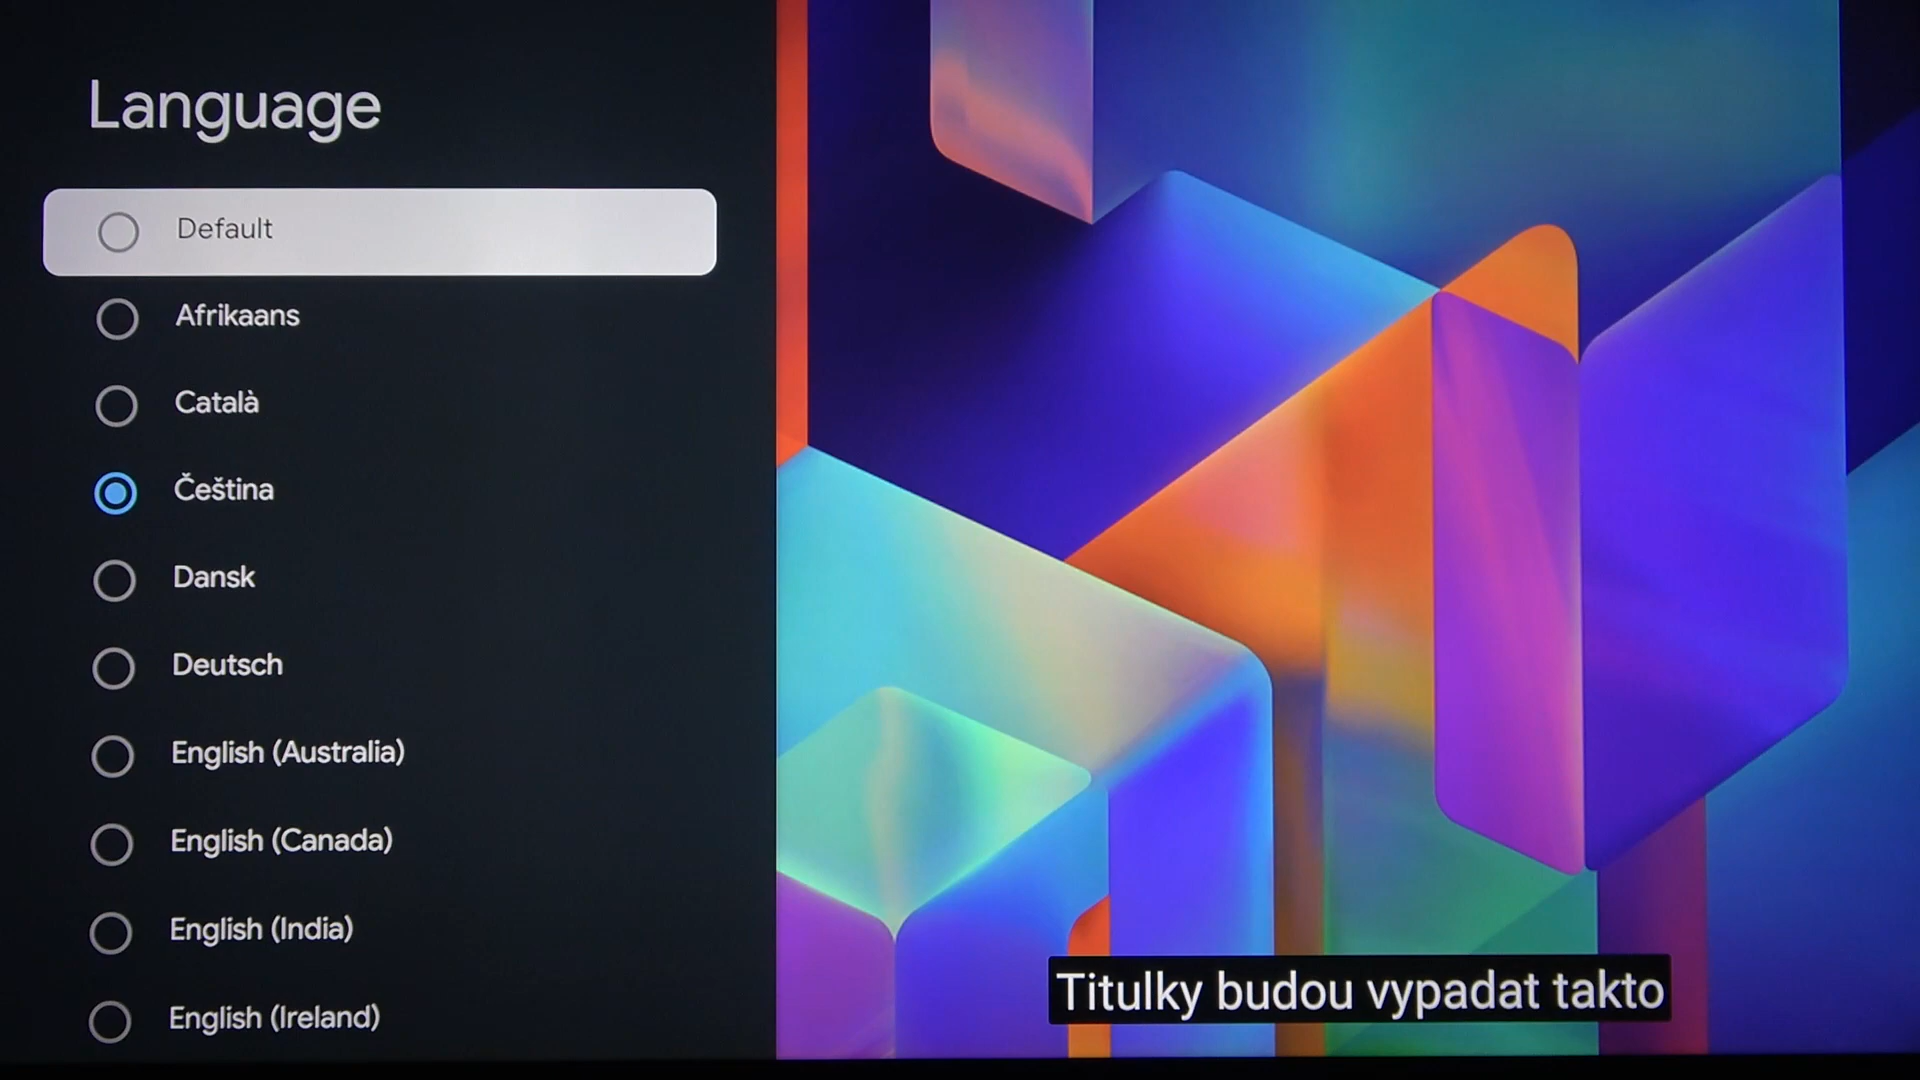 Language
Default
Afrikaans
Català
Čeština
Dansk
Deutsch
English (Australia)
English (Canada)
English (India)
English (Ireland)
Titulky budou vypadat takto